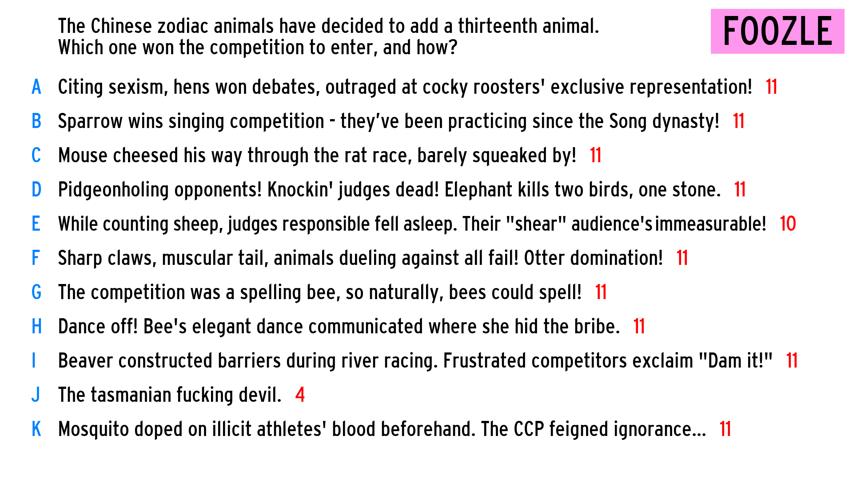 The Chinese zodiac animals have decided to add a thirteenth animal.
Which one won the competition to enter, and how?
FOOZLE
A Citing sexism, hens won debates, outraged at cocky roosters' exclusive representation! 11
B Sparrow wins singing competition - they've been practicing since the Song dynasty! 11
C Mouse cheesed his way through the rat race, barely squeaked by! 11
D Pidgeonholing opponents! Knockin' judges dead! Elephant kills two birds, one stone. 11
E While counting sheep, judges responsible fell asleep. Their "shear" audience's immeasurable! 10
F Sharp claws, muscular tail, animals dueling against all fail! Otter domination! 11
G The competition was a spelling bee, so naturally, bees could spell! 11
H Dance off! Bee's elegant dance communicated where she hid the bribe. 11
I Beaver constructed barriers during river racing. Frustrated competitors exclaim "Dam it!" 11
J The tasmanian fucking devil. 4
K Mosquito doped on illicit athletes' blood beforehand. The CCP feigned ignorance... 11